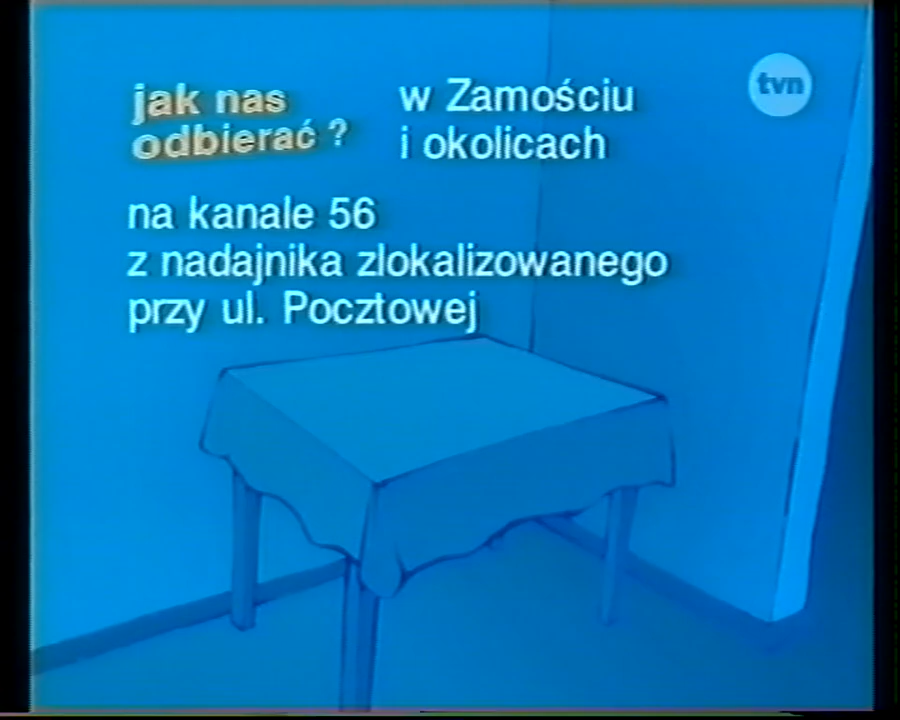 jak nas
odbierać ?
w Zamościu
i okolicach
tvn
na kanale 56
z nadajnika zlokalizowanego
przy ul. Pocztowej